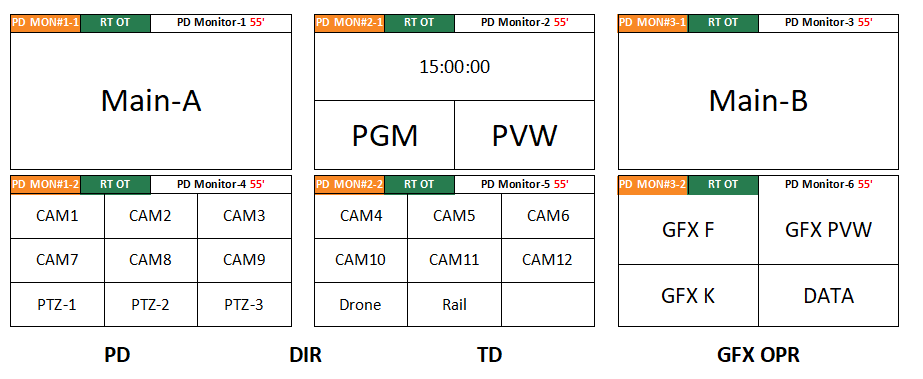 PD MON#1-1 RT OT PD Monitor-1 55'
Main-A
PD MON#2-1 RT OT PD Monitor-2 55'
15:00:00
PGM PVW
PD MON#3-1 RT OT PD Monitor-3 55'
Main-B
PD MON#1-2 RT OT PD Monitor-4 55'
CAM1 CAM2 CAM3
CAM7 CAM8 CAM9
PTZ-1 PTZ-2 PTZ-3
PD MON#2-2 RT OT PD Monitor-5 55'
CAM4 CAM5 CAM6
CAM10 CAM11 CAM12
Drone Rail
PD MON#3-2 RT OT PD Monitor-6 55'
GFX F GFX PVW
GFX K DATA
PD DIR TD GFX OPR